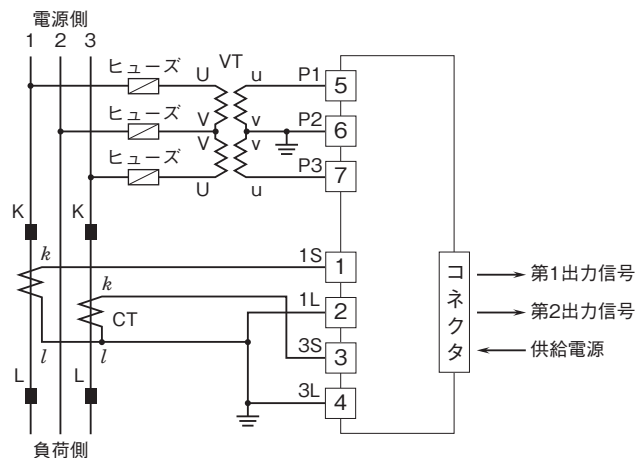 電源側
1 2 3
ヒューズ U VT u P1 5
ヒューズ V v P2 6
V v
ヒューズ U u P3 7
K K
k 1S 1
k 1L 2
CT
l l 3S 3
L L 3L 4
負荷側
コネクタ
第1出力信号
第2出力信号
供給電源